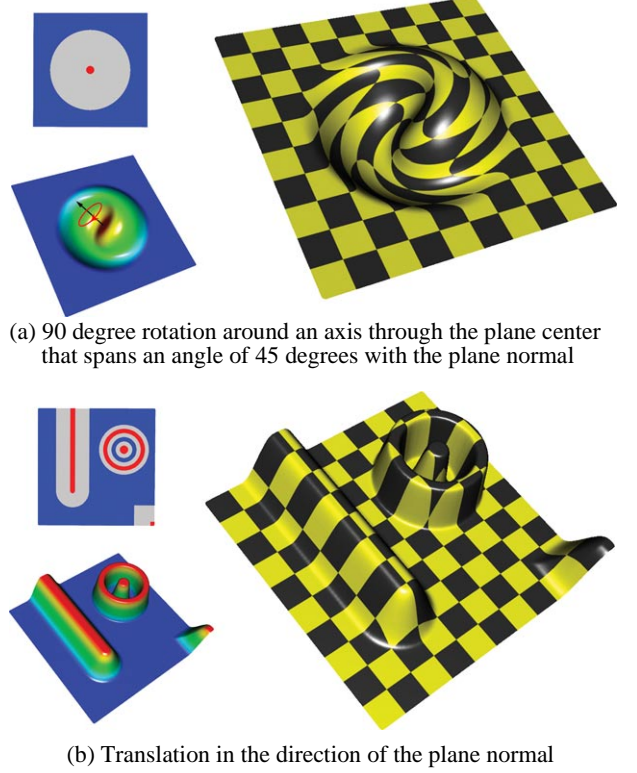 (a) 90 degree rotation around an axis through the plane center
that spans an angle of 45 degrees with the plane normal
(b) Translation in the direction of the plane normal